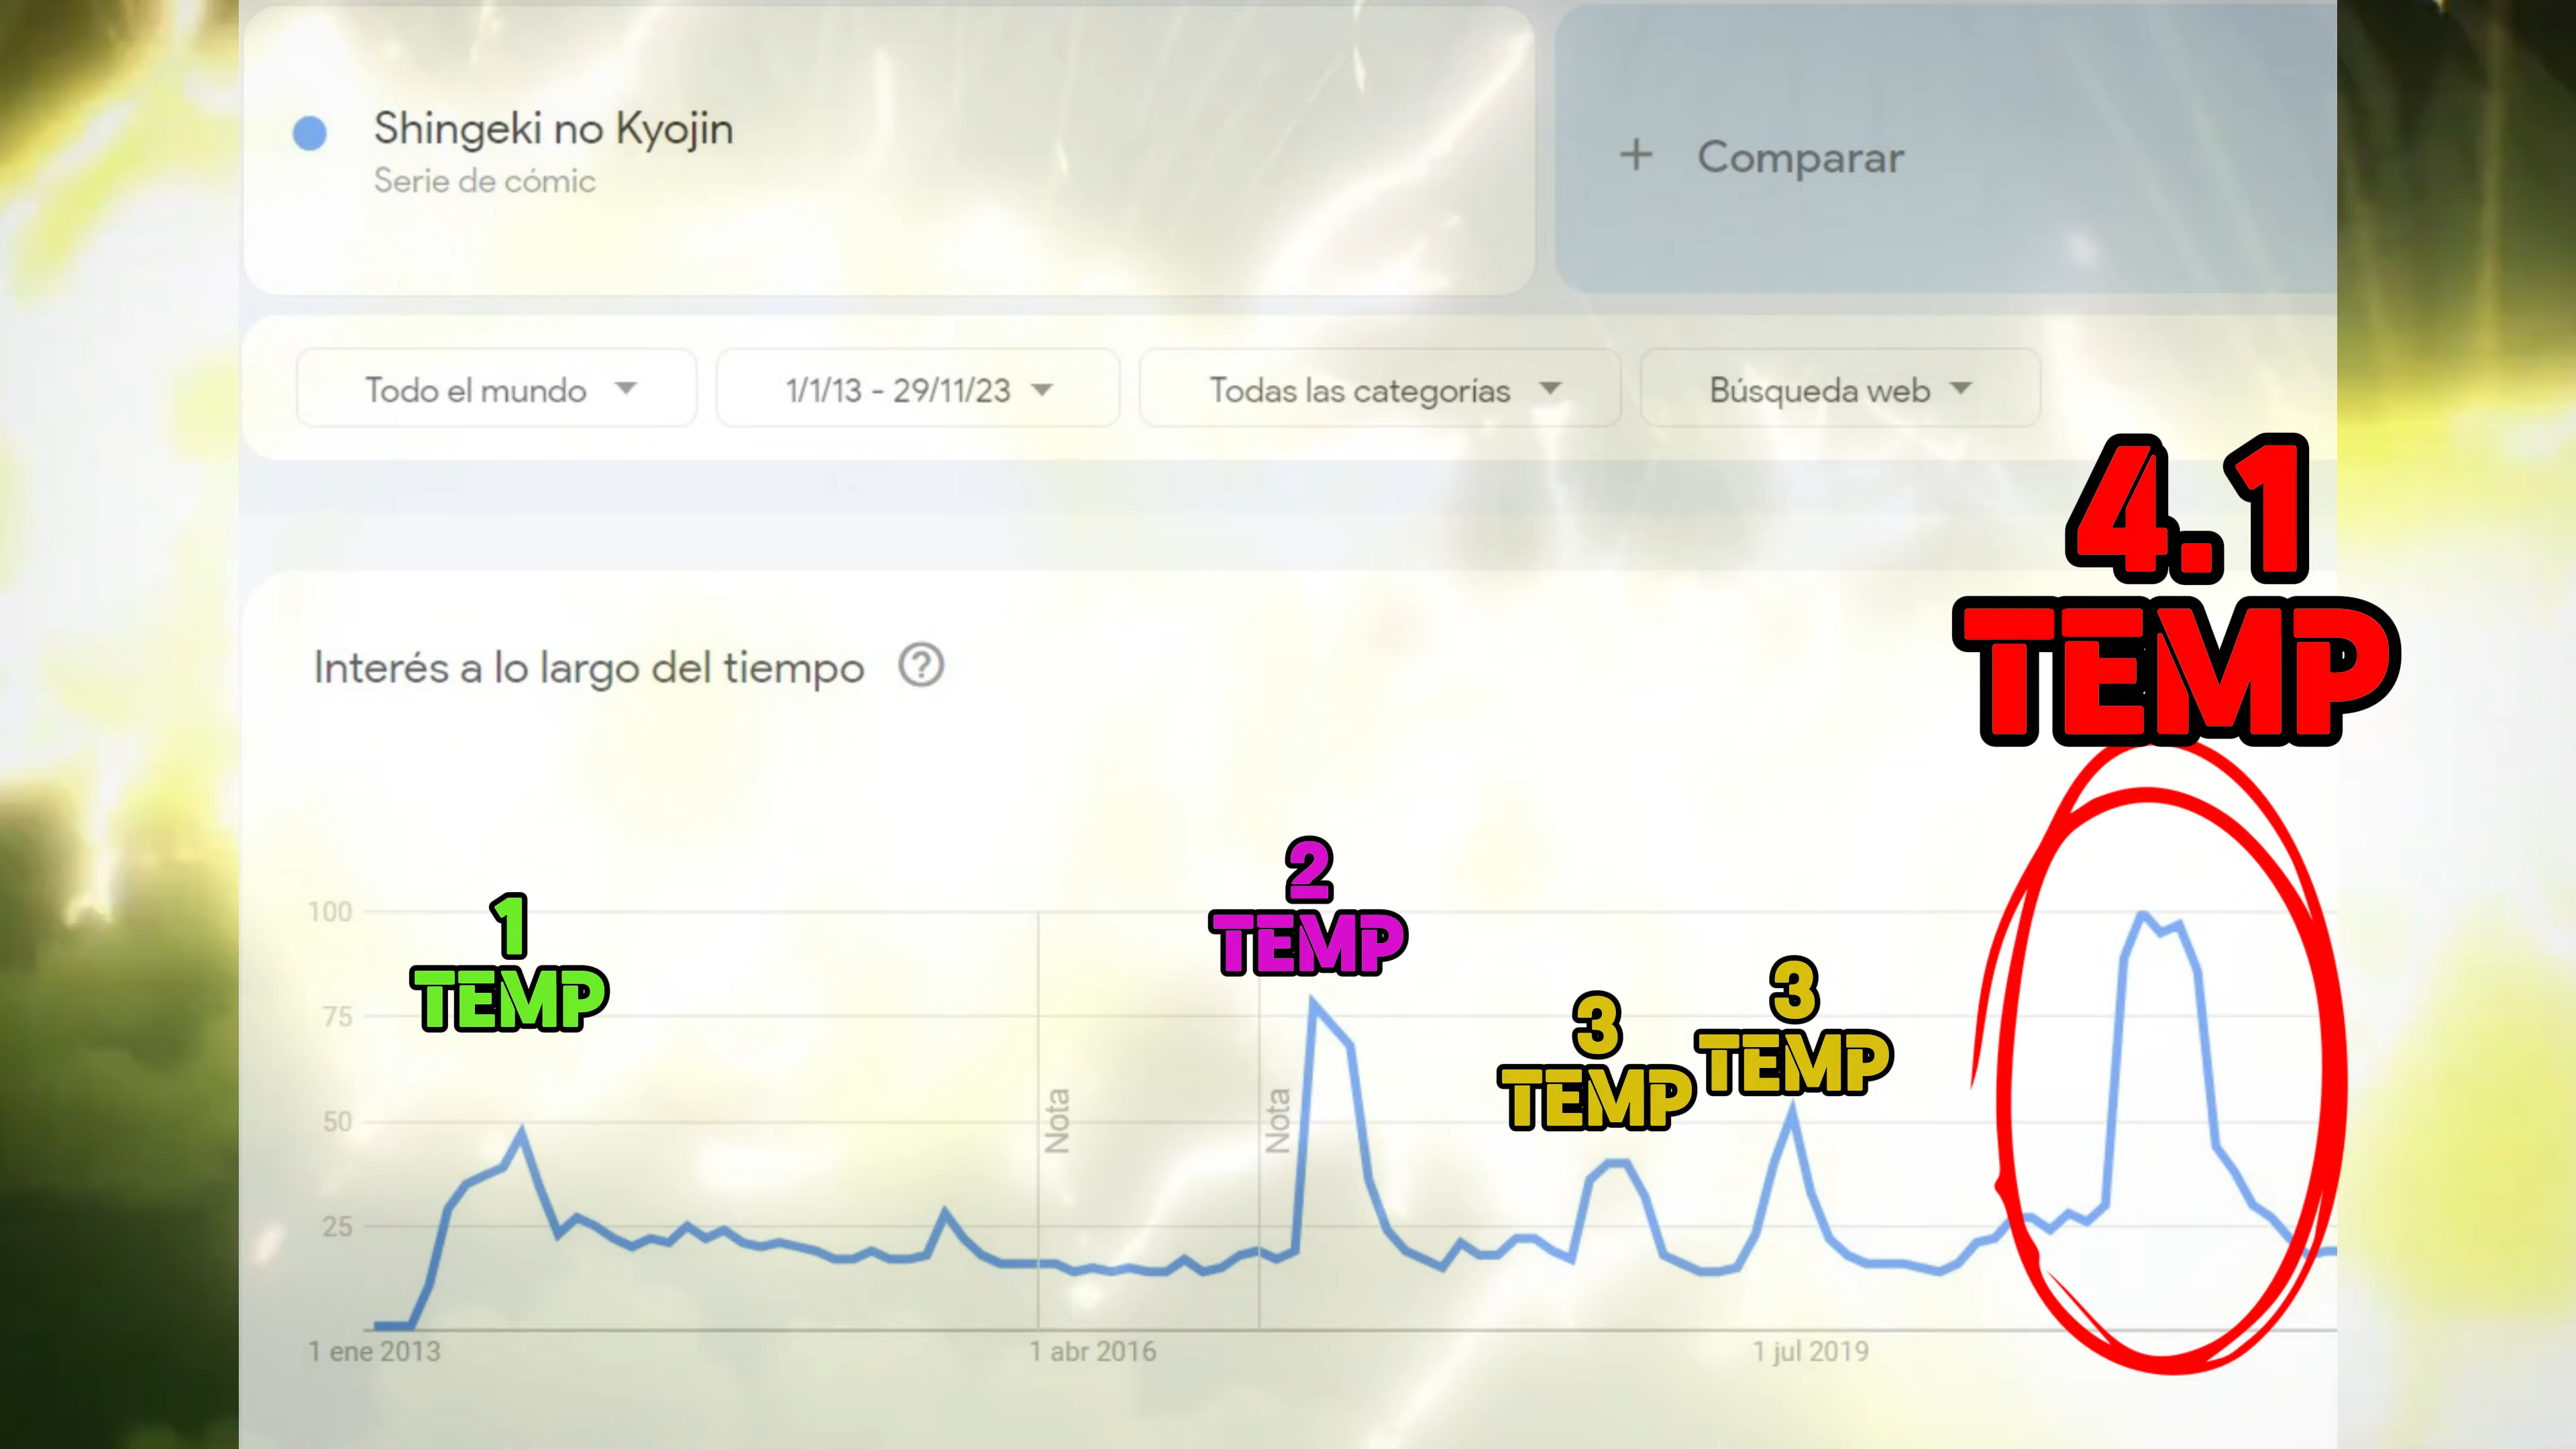 Shingeki no Kyojin
Serie de cómic
+ Comparar
Todo el mundo
1/1/13 - 29/11/23
Todas las categorías
Búsqueda web
4.1
TEMP
Interés a lo largo del tiempo ?
1
TEMP
2
TEMP
3
TEMP
3
TEMP
100
75
50
25
Nota
Nota
1 ene 2013
1 abr 2016
1 jul 2019